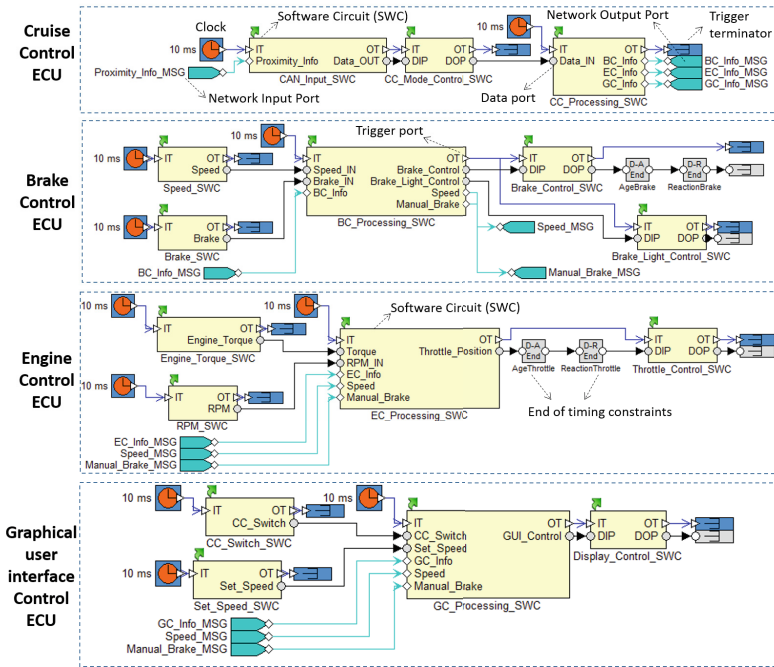 Cruise
Control
ECU
Clock
Software Circuit (SWC)
Network Output Port
Trigger
terminator
10 ms
IT
OT
Proximity_Info
Data_OUT
CAN_Input_SWC
IT
OT
DIP
DOP
CC_Mode_Control_SWC
10 ms
IT
OT
Data_IN
BC_Info
EC_Info
GC_Info
CC_Processing_SWC
BC_Info_MSG
EC_Info_MSG
GC_Info_MSG
Proximity_Info_MSG
Network Input Port
Data port
Brake
Control
ECU
10 ms
IT
OT
Speed
Speed_SWC
10 ms
Trigger port
IT
OT
Speed_IN
Brake_Control
Brake_IN
Brake_Light_Control
BC_Info
Speed
Manual_Brake
BC_Processing_SWC
IT
OT
DIP
DOP
Brake_Control_SWC
D-A
End
AgeBrake
D-R
End
ReactionBrake
10 ms
IT
OT
Brake
Brake_SWC
BC_Info_MSG
Speed_MSG
Manual_Brake_MSG
IT
OT
DIP
DOP
Brake_Light_Control_SWC
Engine
Control
ECU
10 ms
IT
OT
Engine_Torque
Engine_Torque_SWC
10 ms
Software Circuit (SWC)
IT
OT
Torque
Throttle_Position
RPM_IN
EC_Info
Speed
Manual_Brake
EC_Processing_SWC
D-A
End
AgeThrottle
D-R
End
ReactionThrottle
IT
OT
DIP
DOP
Throttle_Control_SWC
End of timing constraints
10 ms
IT
OT
RPM
RPM_SWC
EC_Info_MSG
Speed_MSG
Manual_Brake_MSG
Graphical
user
interface
Control
ECU
10 ms
IT
OT
CC_Switch
CC_Switch_SWC
10 ms
IT
OT
CC_Switch
GUI_Control
Set_Speed
GC_Info
Speed
Manual_Brake
GC_Processing_SWC
IT
OT
DIP
DOP
Display_Control_SWC
10 ms
IT
OT
Set_Speed
Set_Speed_SWC
GC_Info_MSG
Speed_MSG
Manual_Brake_MSG